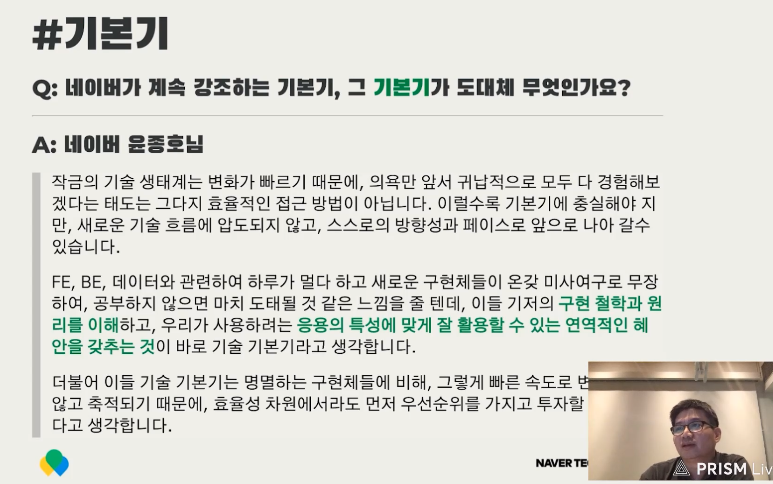 #기본기
Q: 네이버가 계속 강조하는 기본기, 그 기본기가 도대체 무엇인가요?
A: 네이버 윤종호님
작금의 기술 생태계는 변화가 빠르기 때문에, 의욕만 앞서 귀납적으로 모두 다 경험해보
겠다는 태도는 그다지 효율적인 접근 방법이 아닙니다. 이럴수록 기본기에 충실해야 지
만, 새로운 기술 흐름에 압도되지 않고, 스스로의 방향성과 페이스로 앞으로 나아 갈수
있습니다.
FE, BE, 데이터와 관련하여 하루가 멀다 하고 새로운 구현체들이 온갖 미사여구로 무장
하여, 공부하지 않으면 마치 도태될 것 같은 느낌을 줄 텐데, 이들 기저의 구현 철학과 원
리를 이해하고, 우리가 사용하려는 응용의 특성에 맞게 잘 활용할 수 있는 연역적인 혜
안을 갖추는 것이 바로 기술 기본기라고 생각합니다.
더불어 이들 기술 기본기는 명멸하는 구현체들에 비해, 그렇게 빠른 속도로
않고 축적되기 때문에, 효율성 차원에서라도 먼저 우선순위를 가지고 투자할
다고 생각합니다.
NAVER
PRISM Liv